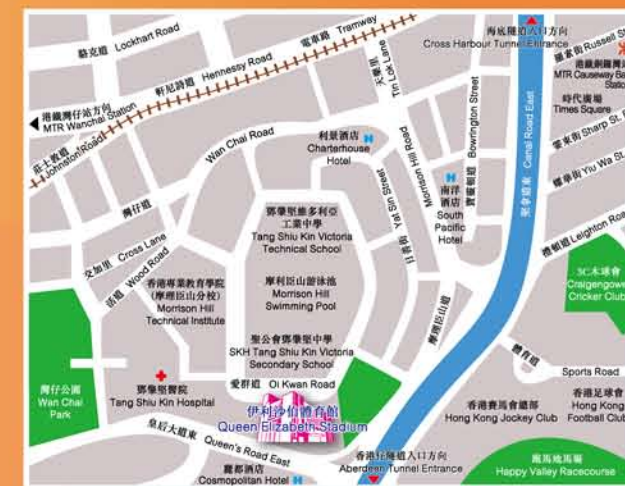 駱克道 Lockhart Road
電車路 Tramway
軒尼詩道 Hennessy Road
海底隧道入口方向
Cross Harbour Tunnel Entrance
羅素街 Russell St
港鐵銅鑼灣站
MTR Causeway Ba
Statio
時代廣場
Times Square
港鐵灣仔站方向
MTR Wanchai Station
莊士敦道
Johnston Road
天樂里 Tin Lok Lane
Wan Chai Road
灣仔道
利景酒店
Charterhouse
Hotel
H
Morrison Hill Road
摩理臣山道
寶靈頓道 Bowrington Street
堅拿道東 Canal Road East
霎東街 Sharp St.
耀華街 Yiu Wa St.
禮頓道 Leighton Road
H
南洋
酒店
South
Pacific
Hotel
日善街 Yat Sin Street
鄧肇堅維多利亞
工業中學
Tang Shiu Kin Victoria
Technical School
交加里 Cross Lane
活道 Wood Road
香港專業教育學院
(摩理臣山分校)
Morrison Hill
Technical Institute
摩利臣山游泳池
Morrison Hill
Swimming Pool
聖公會鄧肇堅中學
SKH Tang Shiu Kin Victoria
Secondary School
3C木球會
Craigengowe
Cricker Club
體育道
Sports Road
灣仔公園
Wan Chai
Park
鄧肇堅醫院
Tang Shiu Kin Hospital
愛群道 Oi Kwan Road
伊利沙伯體育館
Queen Elizabeth Stadium
香港賽馬會總部
Hong Kong Jockey Club
香港足球會
Hong Kong
Football Club
皇后大道東 Queen's Road East
麗都酒店
Cosmopolitan Hotel
H
香港仔隧道入口方向
Aberdeen Tunnel Entrance
跑馬地馬場
Happy Valley Racecourse